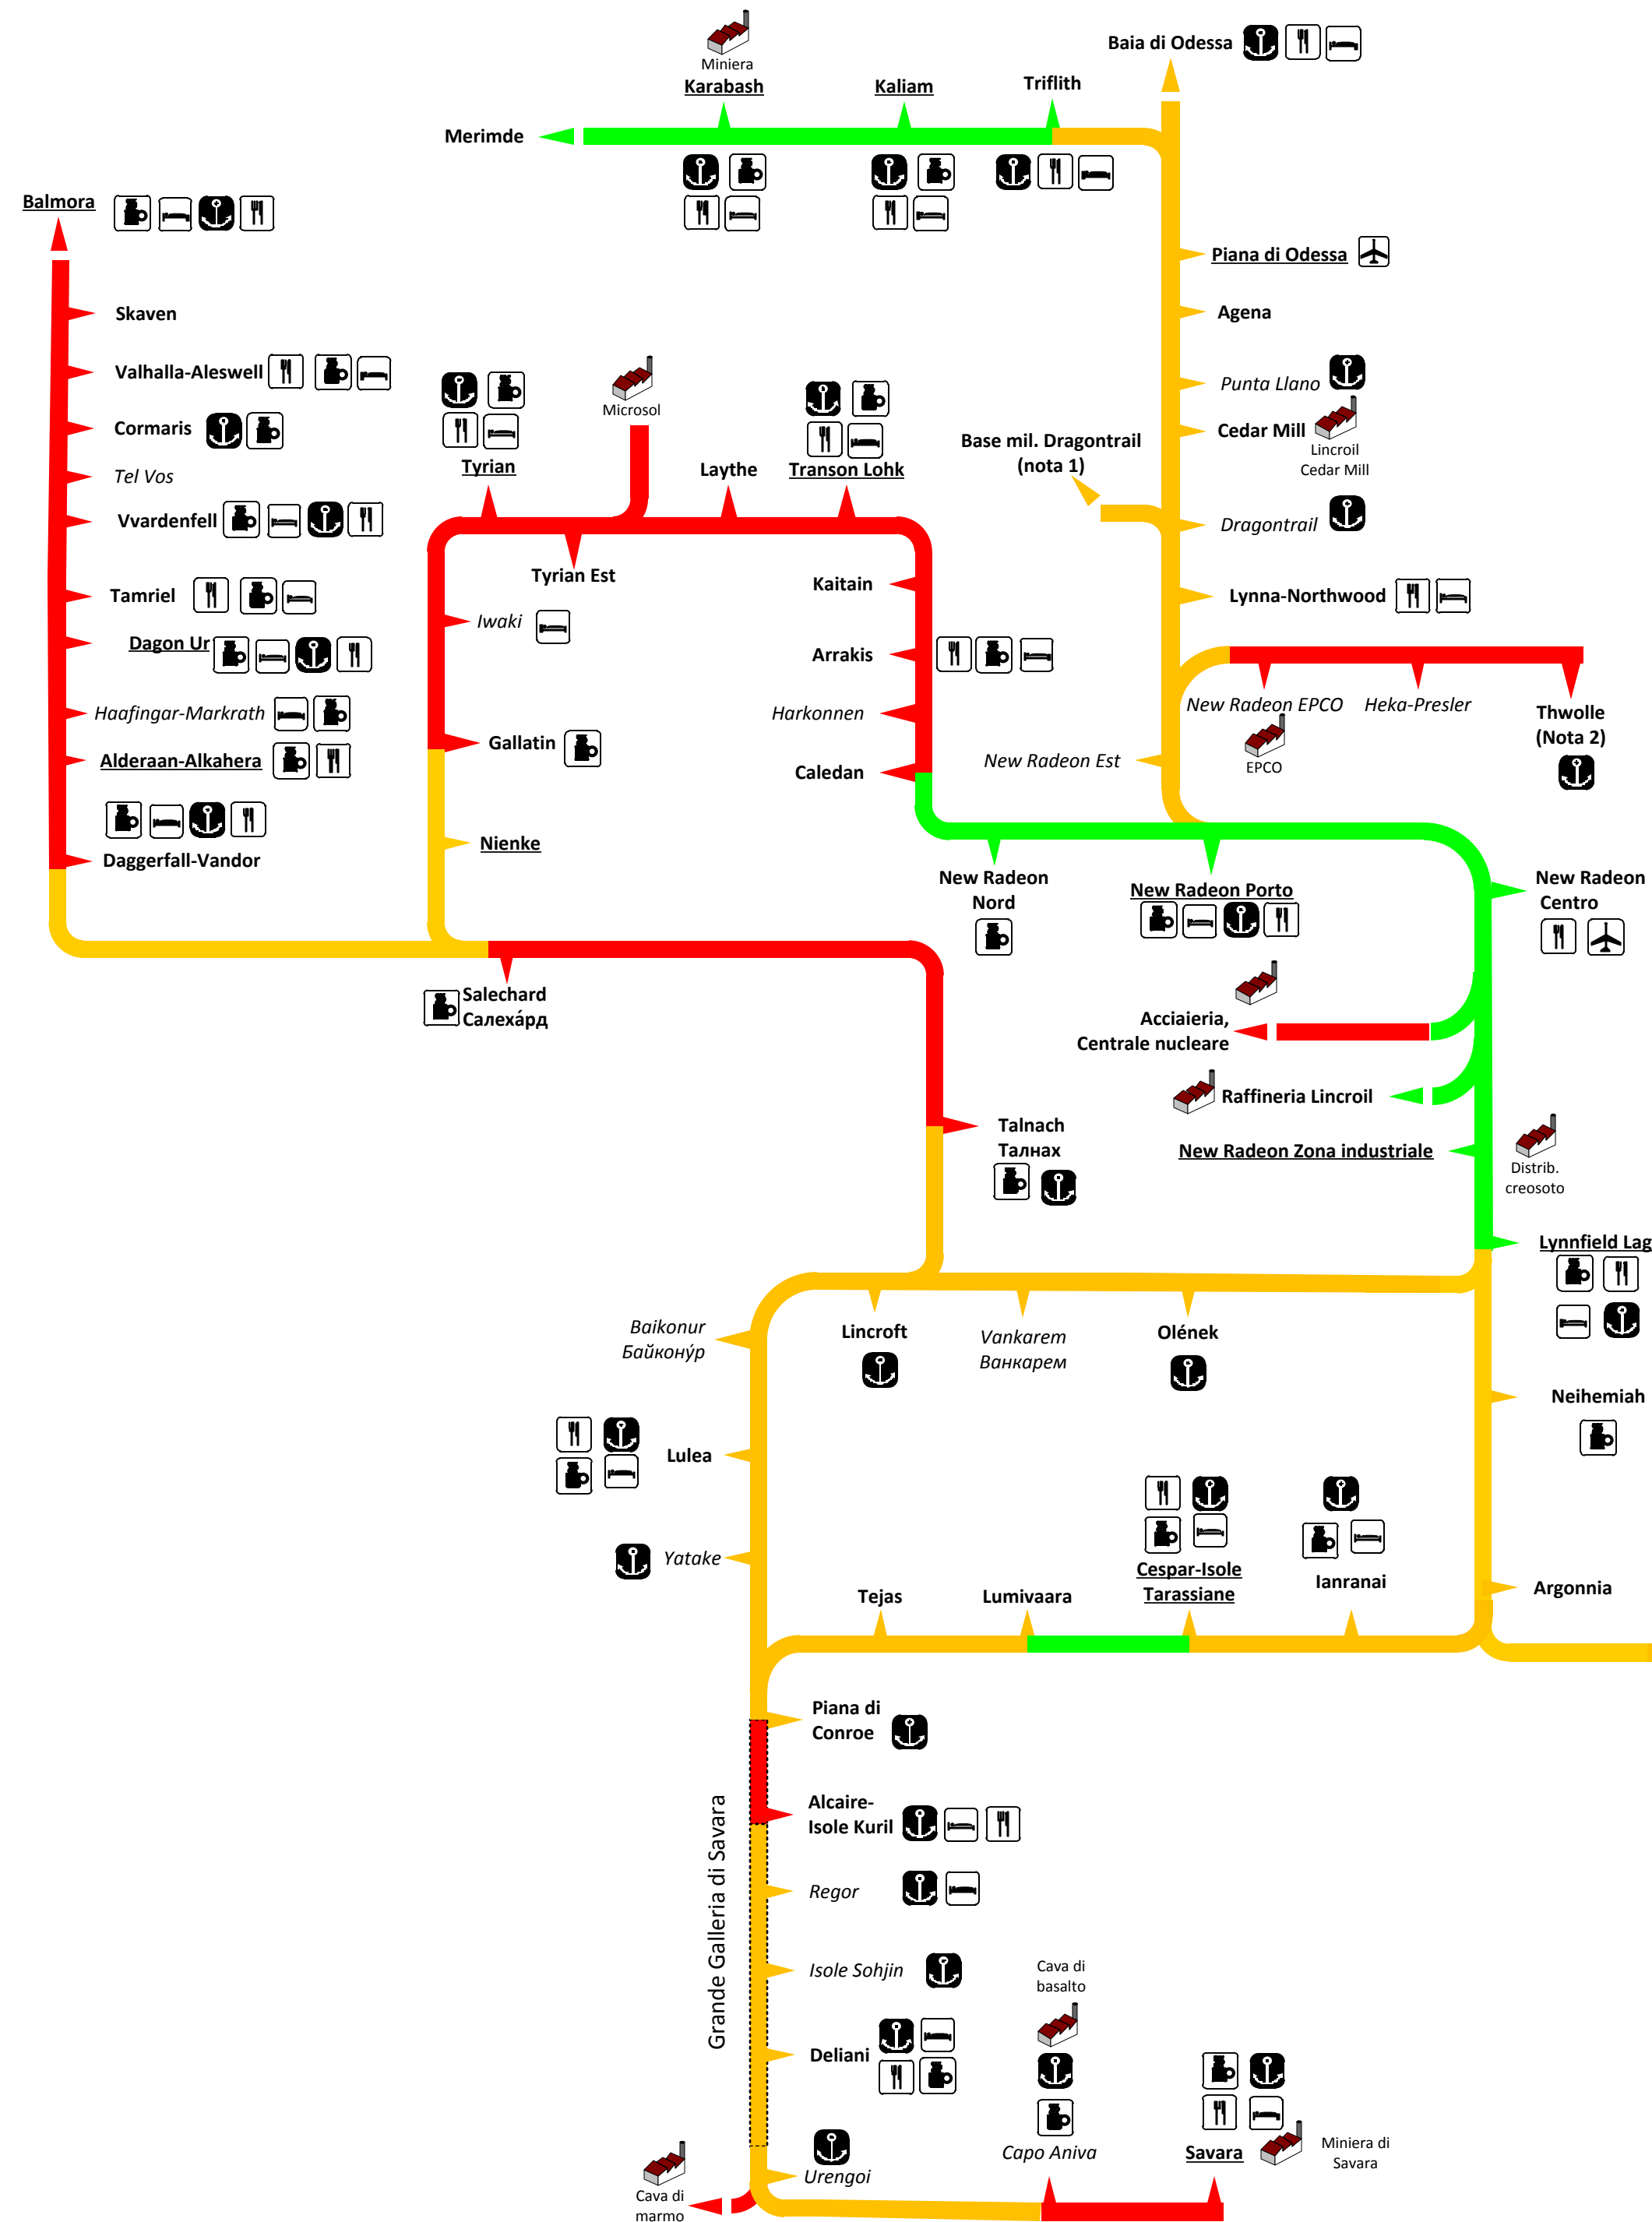 Baia di Odessa
Miniera
Karabash
Kaliam
Triflith
Merimde
Balmora
Piana di Odessa
Skaven
Agena
Valhalla-Aleswell
Punta Llano
Microsol
Cormaris
Cedar Mill
Lincroil
Cedar Mill
Base mil. Dragontrail
(nota 1)
Tyrian
Laythe
Transon Lohk
Tel Vos
Vvardenfell
Dragontrail
Tyrian Est
Kaitain
Tamriel
Lynna-Northwood
Iwaki
Dagon Ur
Arrakis
Haafingar-Markrath
Harkonnen
New Radeon EPCO
Heka-Presler
Thwolle
(Nota 2)
EPCO
Gallatin
Alderaan-Alkahera
New Radeon Est
Caledan
Nienke
Daggerfall-Vandor
New Radeon
Nord
New Radeon Porto
New Radeon
Centro
Salechard
Салеха́рд
Acciaieria,
Centrale nucleare
Raffineria Lincroil
Talnach
Талнах
New Radeon Zona industriale
Distrib.
creosoto
Lynnfield Lag
Baikonur
Байкону́р
Lincroft
Vankarem
Ванкарем
Olének
Neihemiah
Lulea
Yatake
Cespar-Isole
Tarassiane
Ianranai
Tejas
Lumivaara
Argonnia
Piana di
Conroe
Grande Galleria di Savara
Alcaire-
Isole Kuril
Regor
Isole Sohjin
Cava di
basalto
Deliani
Capo Aniva
Savara
Miniera di
Savara
Urengoi
Cava di
marmo